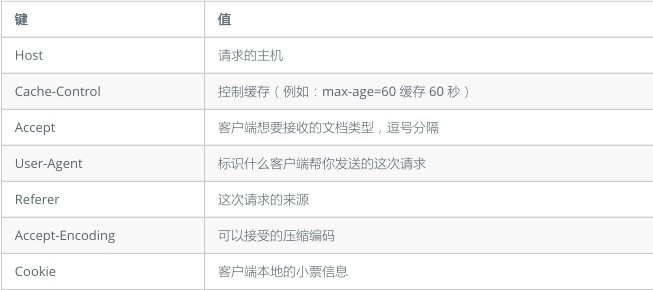 键 值
Host 请求的主机
Cache-Control 控制缓存（例如：max-age=60 缓存 60 秒）
Accept 客户端想要接收的文档类型，逗号分隔
User-Agent 标识什么客户端帮你发送的这次请求
Referer 这次请求的来源
Accept-Encoding 可以接受的压缩编码
Cookie 客户端本地的小票信息